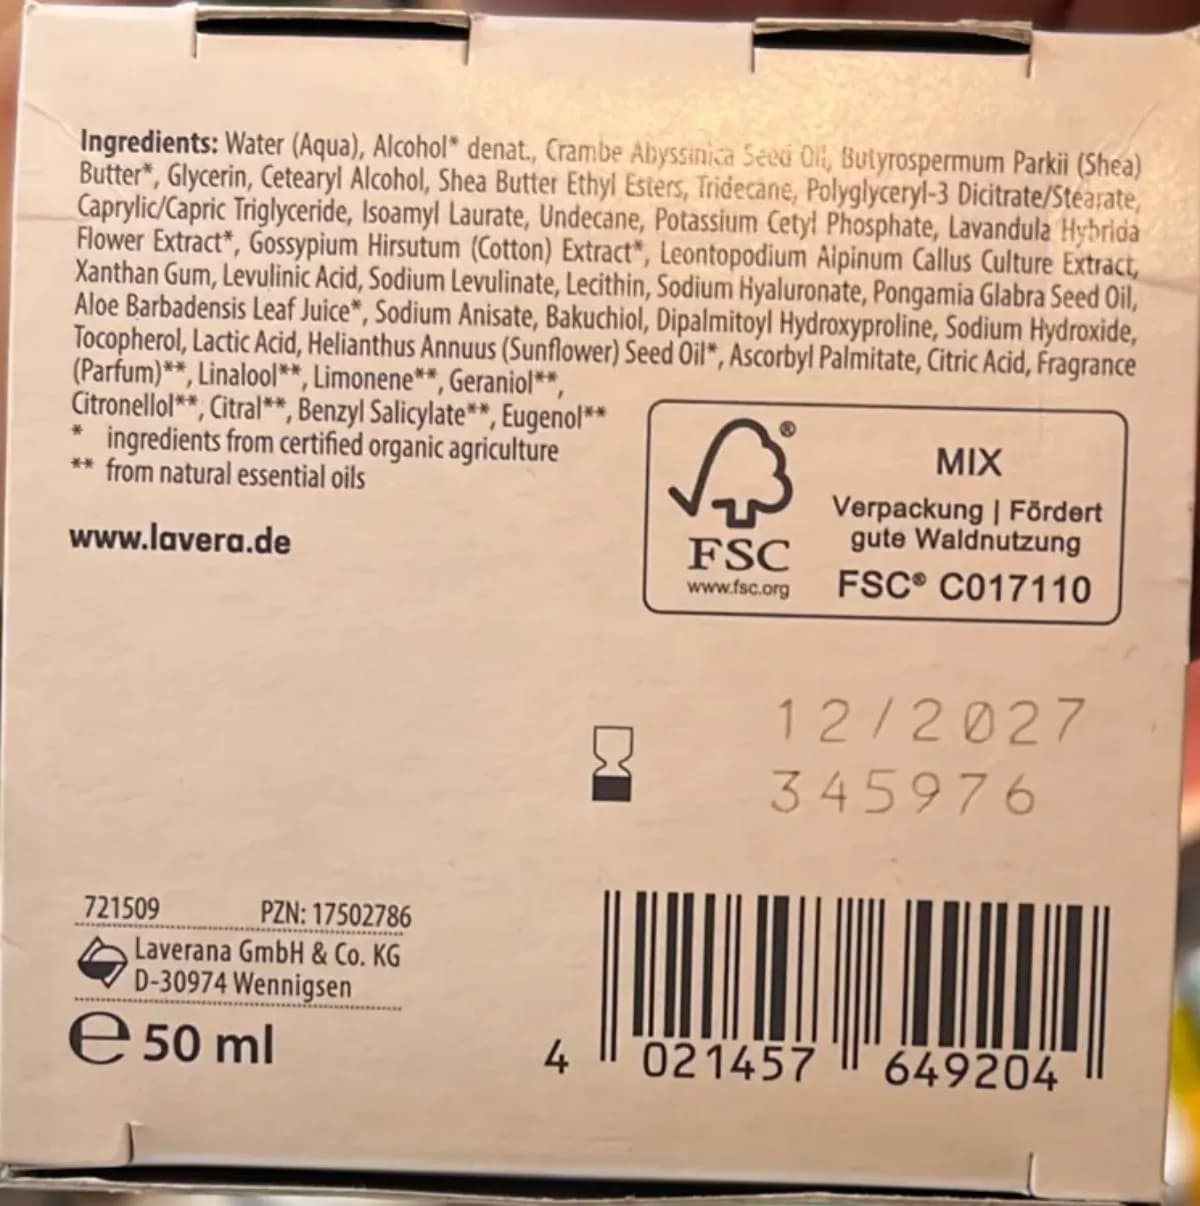 Ingredients: Water (Aqua), Alcohol* denat., Crambe Abyssinica Seed Oil, Butyrospermum Parkii (Shea)
Butter*, Glycerin, Cetearyl Alcohol, Shea Butter Ethyl Esters, Tridecane, Polyglyceryl-3 Dicitrate/Stearate,
Caprylic/Capric Triglyceride, Isoamyl Laurate, Undecane, Potassium Cetyl Phosphate, Lavandula Hybrida
Flower Extract*, Gossypium Hirsutum (Cotton) Extract*, Leontopodium Alpinum Callus Culture Extract,
Xanthan Gum, Levulinic Acid, Sodium Levulinate, Lecithin, Sodium Hyaluronate, Pongamia Glabra Seed Oil,
Aloe Barbadensis Leaf Juice*, Sodium Anisate, Bakuchiol, Dipalmitoyl Hydroxyproline, Sodium Hydroxide,
Tocopherol, Lactic Acid, Helianthus Annuus (Sunflower) Seed Oil*, Ascorbyl Palmitate, Citric Acid, Fragrance
(Parfum)**, Linalool**, Limonene**, Geraniol**,
Citronellol**, Citral**, Benzyl Salicylate**, Eugenol**
* ingredients from certified organic agriculture
** from natural essential oils
www.lavera.de
®
FSC
www.fsc.org
MIX
Verpackung | Fördert
gute Waldnutzung
FSC® C017110
12/2027
345976
721509 PZN: 17502786
Laverana GmbH & Co. KG
D-30974 Wennigsen
℮ 50 ml
4 021457 649204